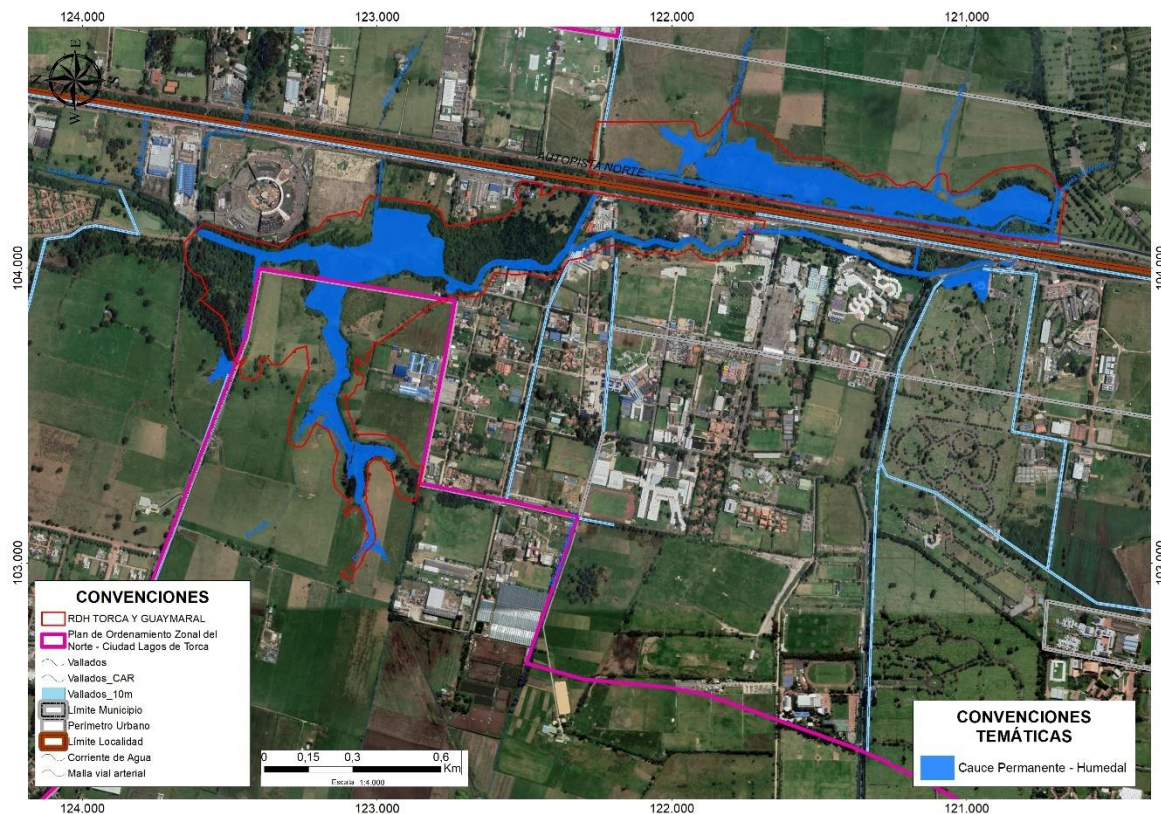 124.000
123.000
122.000
121.000
E
W
AUTOPISTA NORTE
104.000
104.000
103.000
103.000
CONVENCIONES
RDH TORCA Y GUAYMARAL
Plan de Ordenamiento Zonal del
Norte - Ciudad Lagos de Torca
Vallados
Vallados_CAR
Vallados_10m
Límite Municipio
Perímetro Urbano
Límite Localidad
Corriente de Agua
Malla vial arterial
0 0,15 0,3 0,6
Km
Escala 1:4.000
CONVENCIONES
TEMÁTICAS
Cauce Permanente - Humedal
124.000
123.000
122.000
121.000